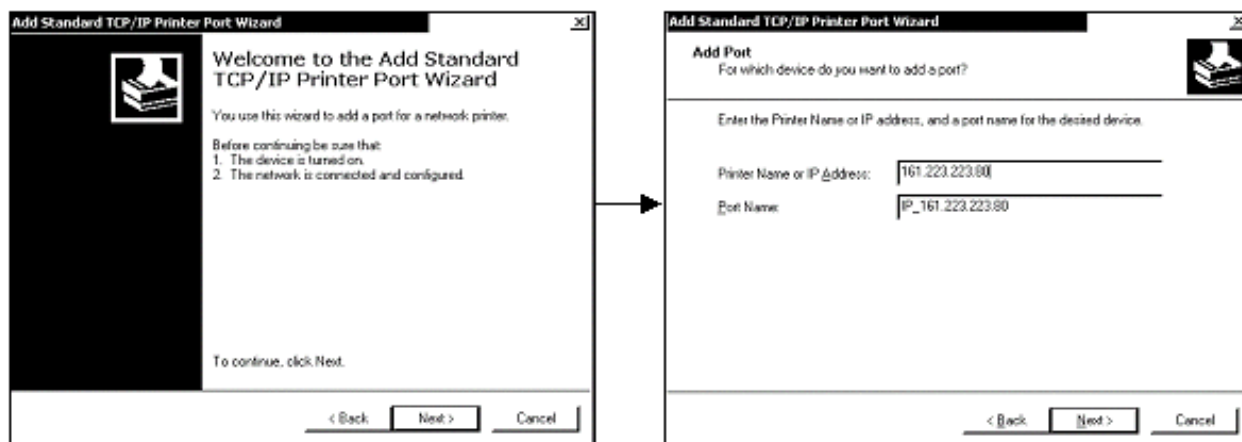 Add Standard TCP/IP Printer Port Wizard
Welcome to the Add Standard
TCP/IP Printer Port Wizard
You use this wizard to add a port for a network printer.
Before continuing be sure that:
1. The device is turned on.
2. The network is connected and configured.
To continue, click Next.
< Back
Next >
Cancel
Add Standard TCP/IP Printer Port Wizard
Add Port
For which device do you want to add a port?
Enter the Printer Name or IP address, and a port name for the desired device.
Printer Name or IP Address: 161.223.223.80
Port Name: IP_161.223.223.80
< Back
Next >
Cancel